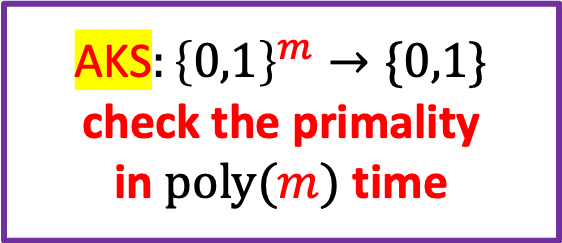 AKS: {0,1}^m → {0,1}
check the primality
in poly(m) time